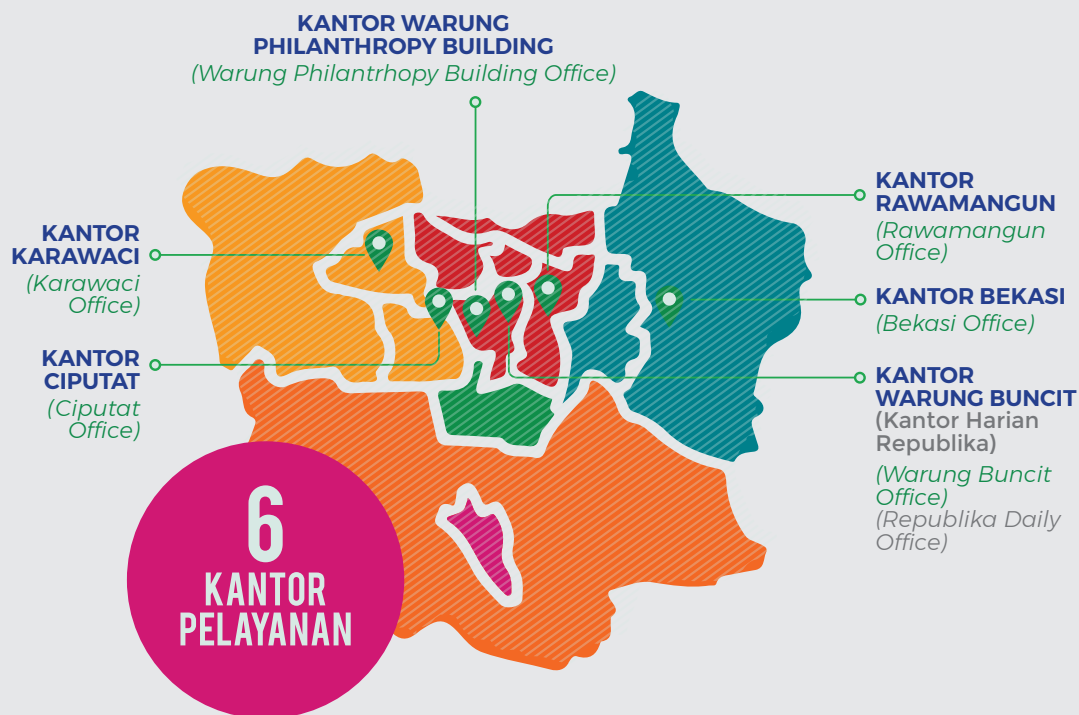 KANTOR WARUNG
PHILANTHROPY BUILDING
(Warung Philantrhopy Building Office)
KANTOR
KARAWACI
(Karawaci
Office)
KANTOR
CIPUTAT
(Ciputat
Office)
KANTOR
RAWAMANGUN
(Rawamangun
Office)
KANTOR BEKASI
(Bekasi Office)
KANTOR
WARUNG BUNCIT
(Kantor Harian
Republika)
(Warung Buncit
Office)
(Republika Daily
Office)
6
KANTOR
PELAYANAN